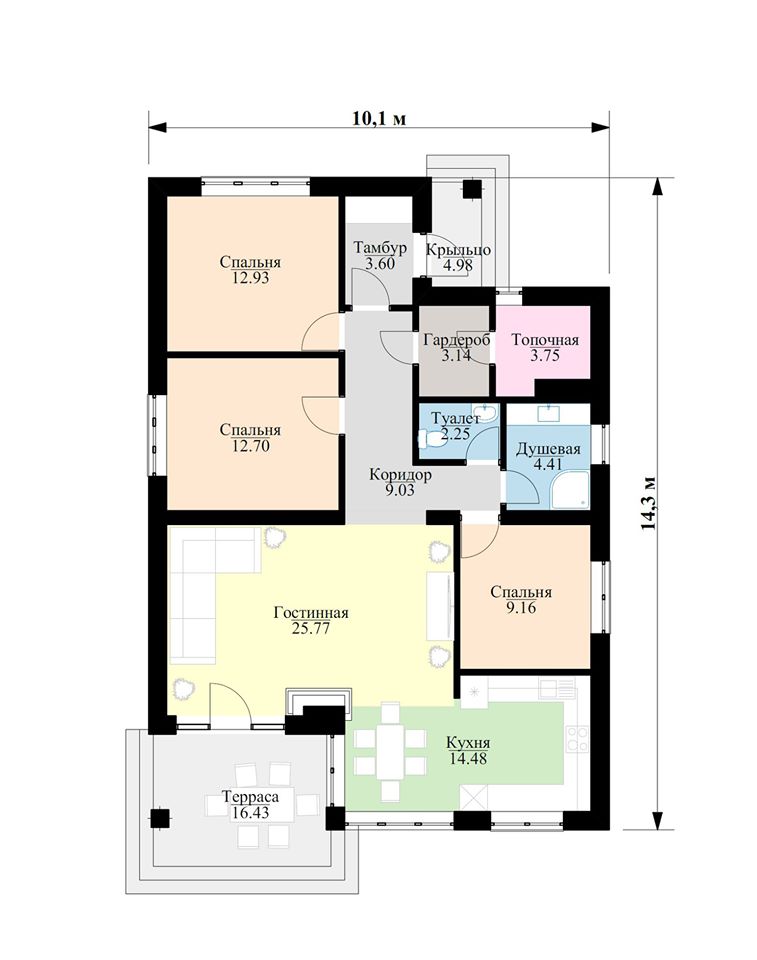 10,1 м
Спальня
12.93
Тамбур
3.60
Крыльцо
4.98
Гардероб
3.14
Топочная
3.75
Спальня
12.70
Туалет
2.25
Душевая
4.41
Коридор
9.03
14,3 м
Спальня
9.16
Гостинная
25.77
Кухня
14.48
Терраса
16.43